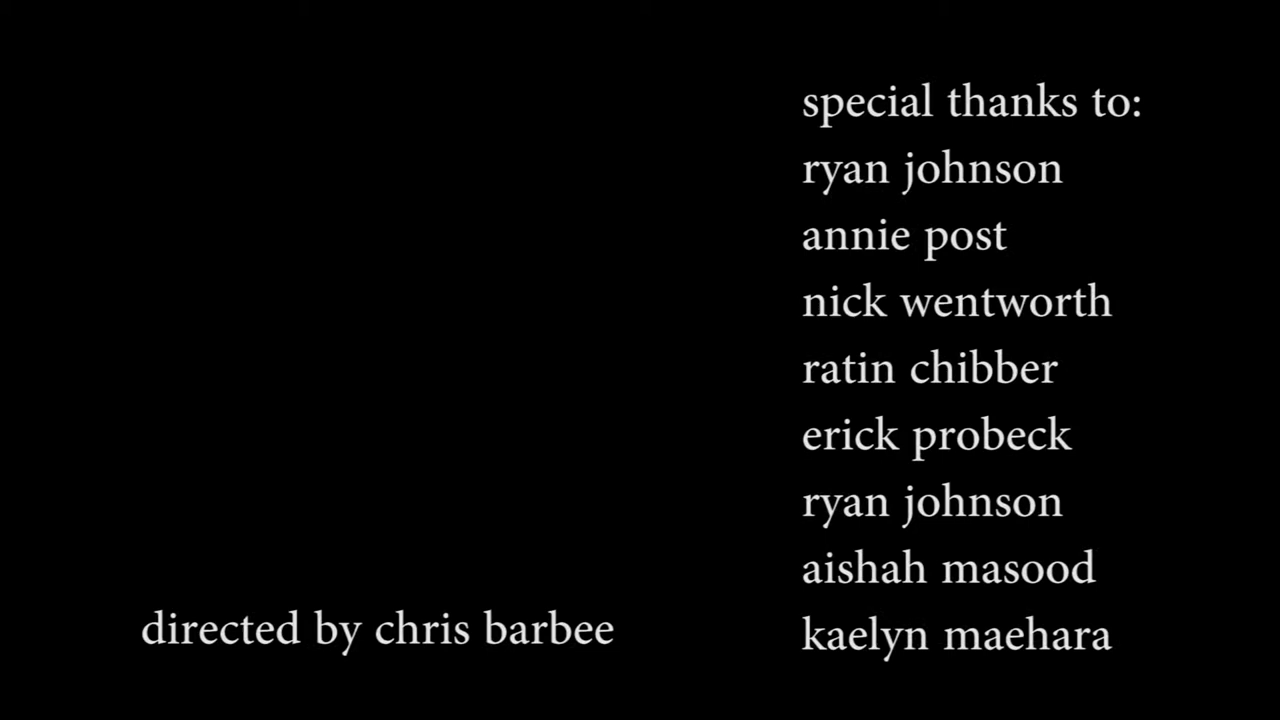 special thanks to:
ryan johnson
annie post
nick wentworth
ratin chibber
erick probeck
ryan johnson
aishah masood
kaelyn maehara
directed by chris barbee